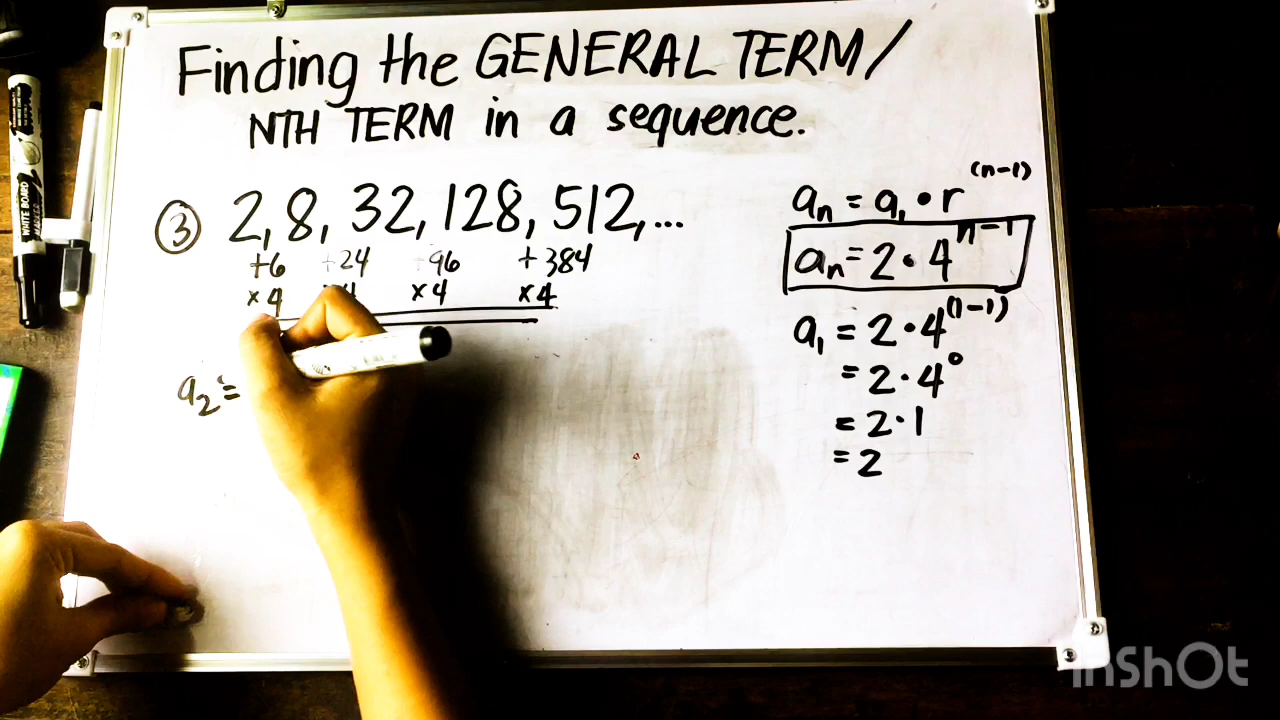 Finding the GENERAL TERM/
NTH TERM in a sequence.
③ 2, 8, 32, 128, 512, ...
+6 +24 +96 +384
×4 ×4 ×4 ×4
a₂ =
aₙ = a₁ • r⁽ⁿ⁻¹⁾
aₙ = 2 • 4ⁿ⁻¹
a₁ = 2 • 4⁽¹⁻¹⁾
= 2 • 4⁰
= 2 • 1
= 2
WHITE BOARD
MARKER
InShOt